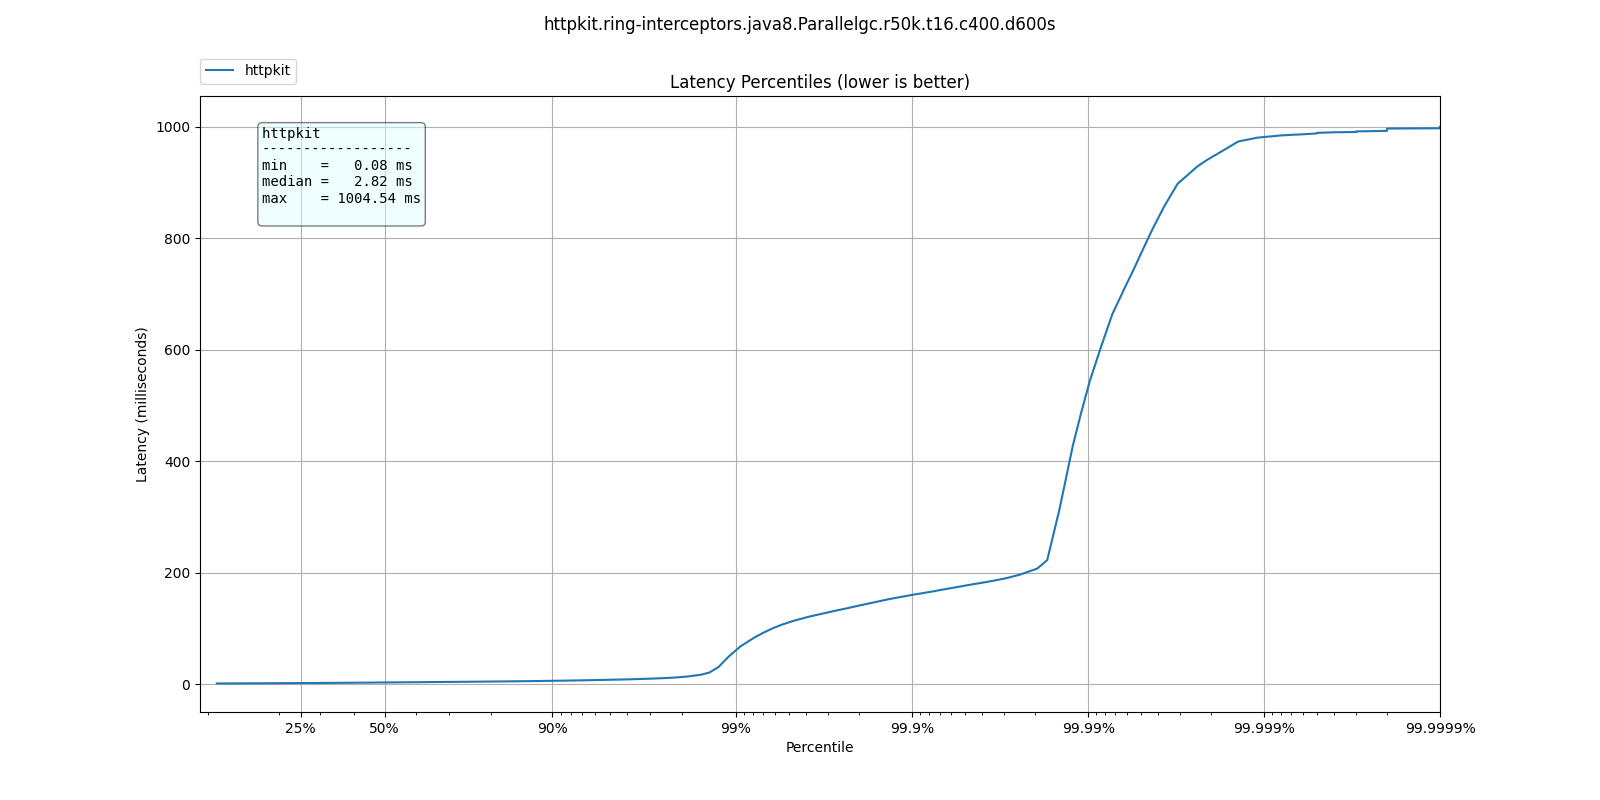 httpkit.ring-interceptors.java8.Parallelgc.r50k.t16.c400.d600s
httpkit
Latency Percentiles (lower is better)
httpkit
------------------
min    =   0.08 ms
median =   2.82 ms
max    = 1004.54 ms
1000
800
600
400
200
0
Latency (milliseconds)
25% 50% 90% 99% 99.9% 99.99% 99.999% 99.9999%
Percentile